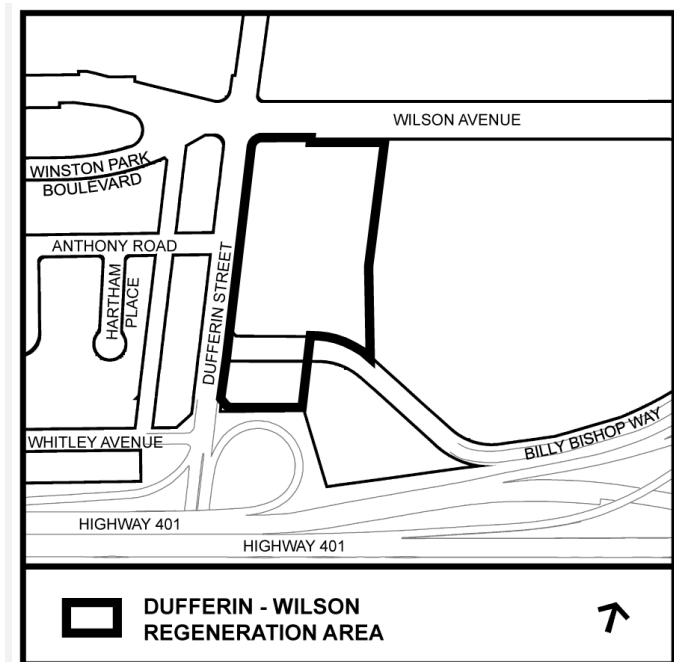 WILSON AVENUE
WINSTON PARK
BOULEVARD
ANTHONY ROAD
HARTHAM
PLACE
DUFFERIN STREET
WHITLEY AVENUE
BILLY BISHOP WAY
HIGHWAY 401
HIGHWAY 401
DUFFERIN - WILSON
REGENERATION AREA